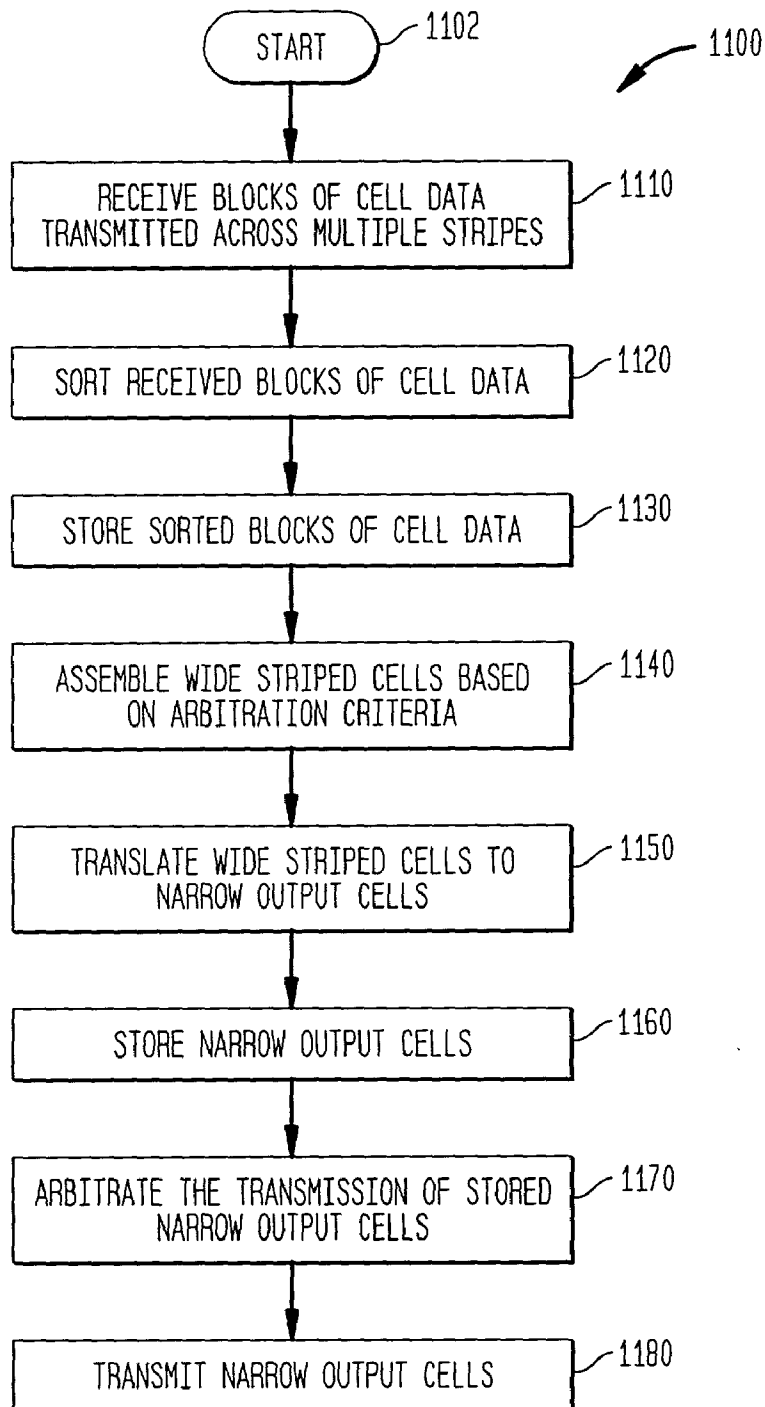 START
1102
1100
RECEIVE BLOCKS OF CELL DATA
TRANSMITTED ACROSS MULTIPLE STRIPES
1110
SORT RECEIVED BLOCKS OF CELL DATA
1120
STORE SORTED BLOCKS OF CELL DATA
1130
ASSEMBLE WIDE STRIPED CELLS BASED
ON ARBITRATION CRITERIA
1140
TRANSLATE WIDE STRIPED CELLS TO
NARROW OUTPUT CELLS
1150
STORE NARROW OUTPUT CELLS
1160
ARBITRATE THE TRANSMISSION OF STORED
NARROW OUTPUT CELLS
1170
TRANSMIT NARROW OUTPUT CELLS
1180